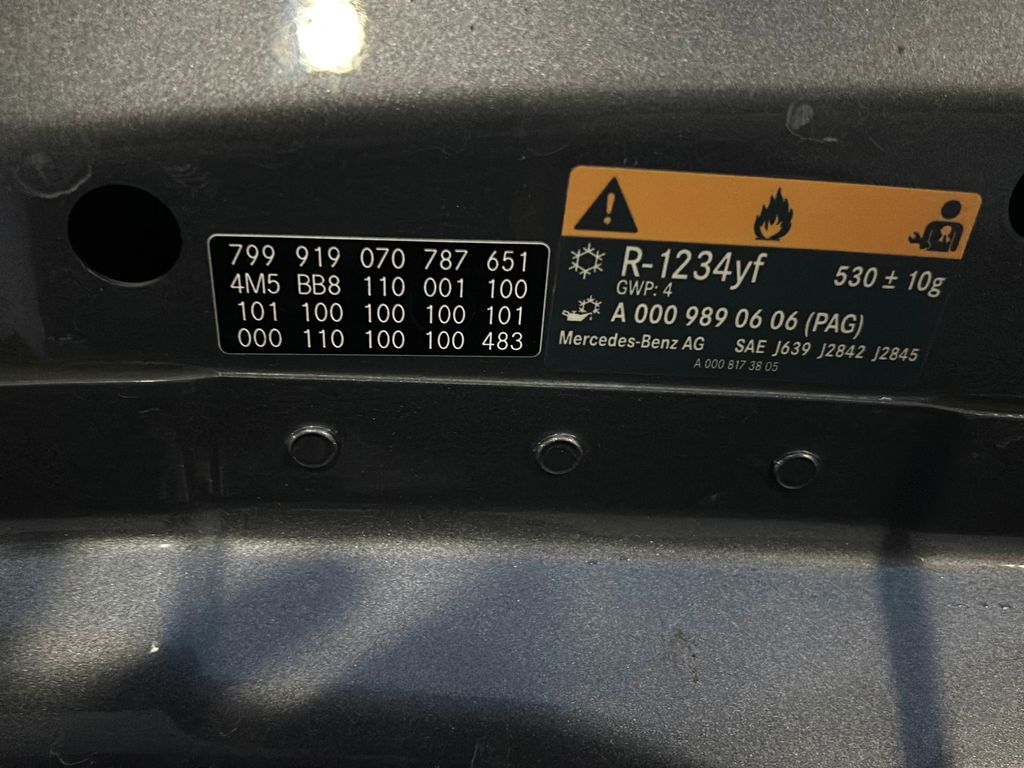 799 919 070 787 651
4M5 BB8 110 001 100
101 100 100 100 101
000 110 100 100 483
R-1234yf 530 ± 10g
GWP: 4
A 000 989 06 06 (PAG)
Mercedes-Benz AG SAE J639 J2842 J2845
A 000 817 38 05